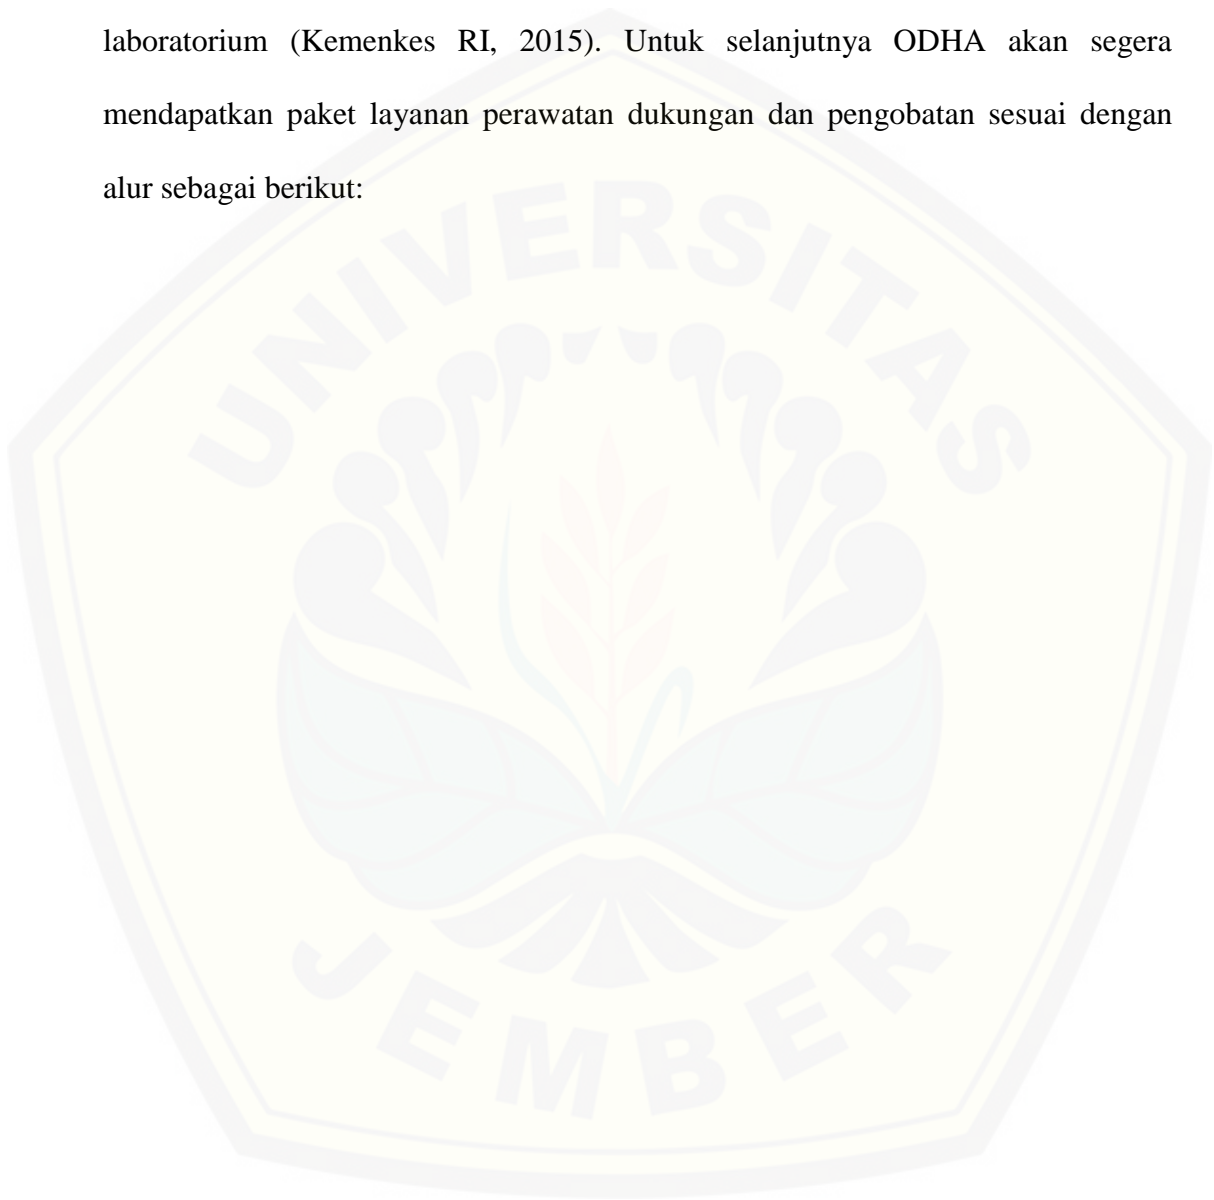 laboratorium (Kemenkes RI, 2015). Untuk selanjutnya ODHA akan segera
mendapatkan paket layanan perawatan dukungan dan pengobatan sesuai dengan
alur sebagai berikut:
UNIVERSITAS
JEMBER